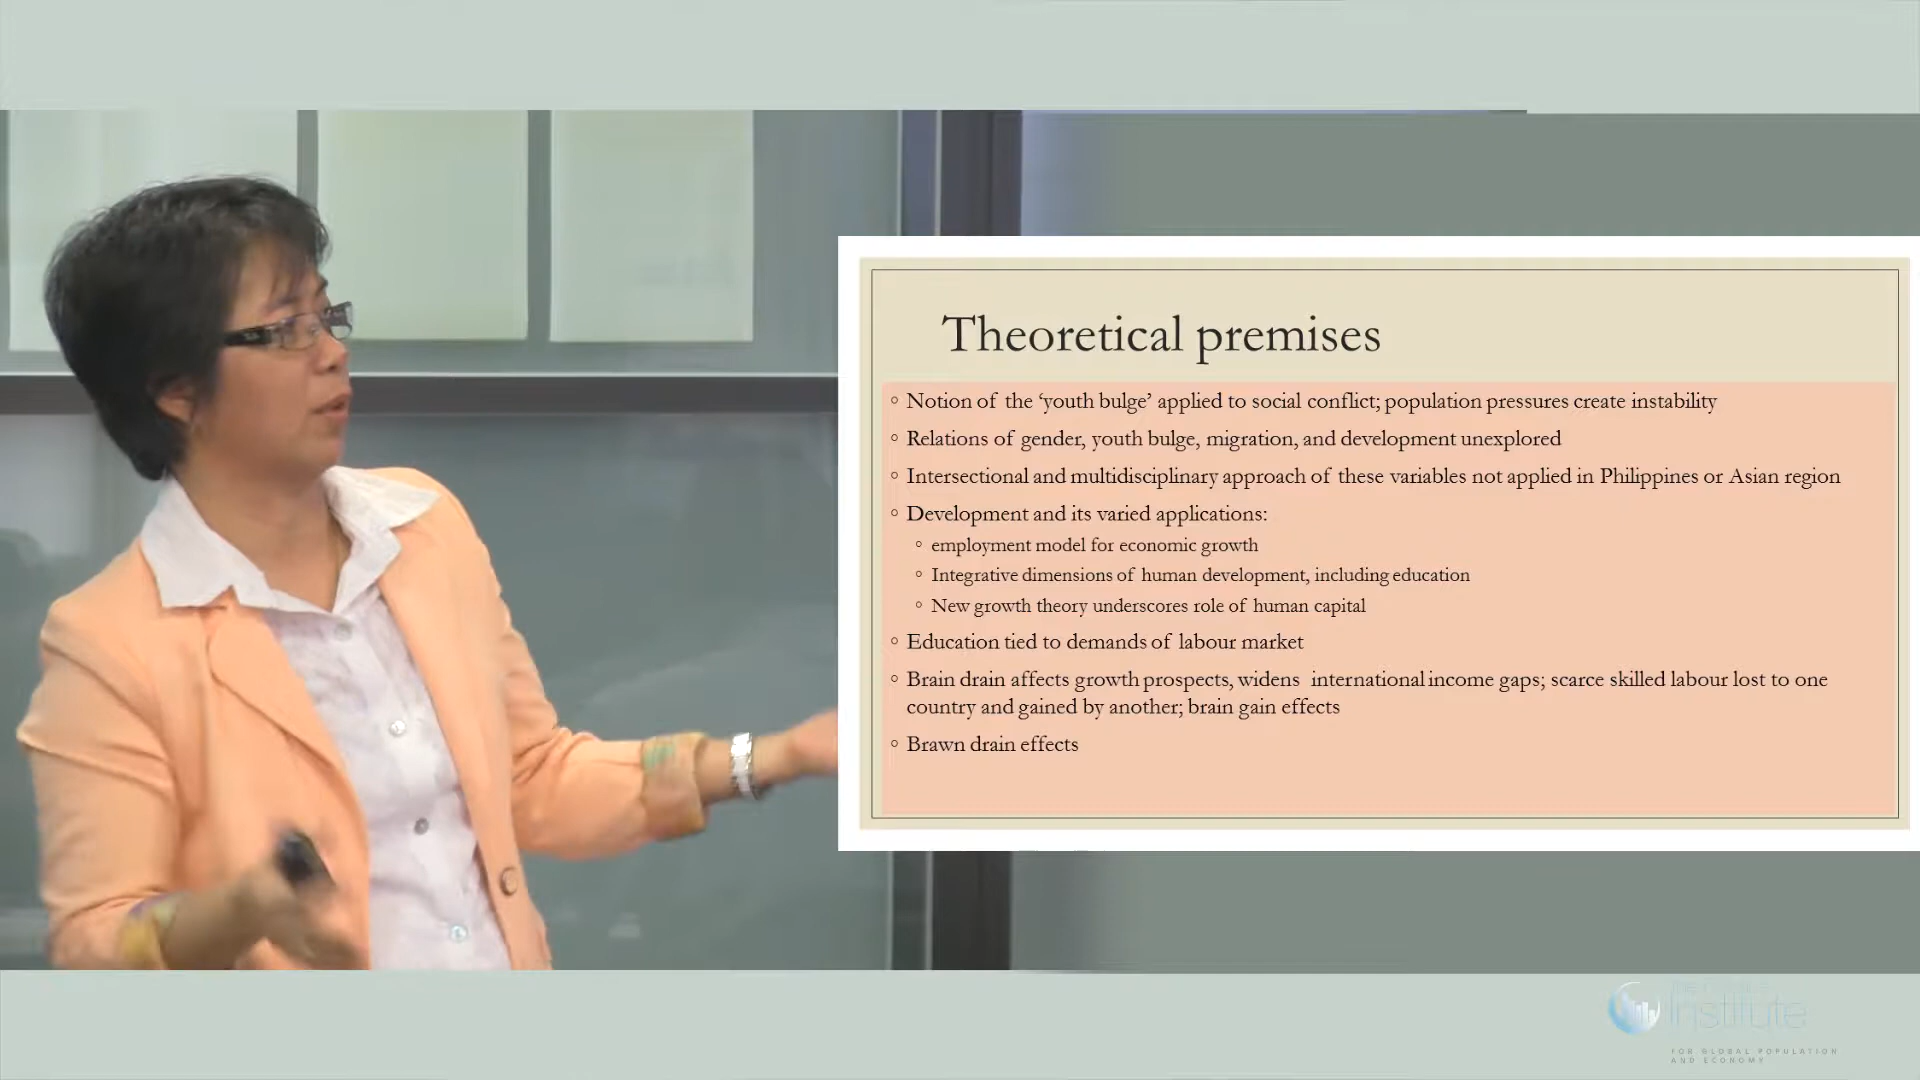 Theoretical premises
Notion of the ‘youth bulge’ applied to social conflict; population pressures create instability
Relations of gender, youth bulge, migration, and development unexplored
Intersectional and multidisciplinary approach of these variables not applied in Philippines or Asian region
Development and its varied applications:
employment model for economic growth
Integrative dimensions of human development, including education
New growth theory underscores role of human capital
Education tied to demands of labour market
Brain drain affects growth prospects, widens international income gaps; scarce skilled labour lost to one
country and gained by another; brain gain effects
Brawn drain effects
Institute
FOR GLOBAL POPULATION
AND ECONOMY